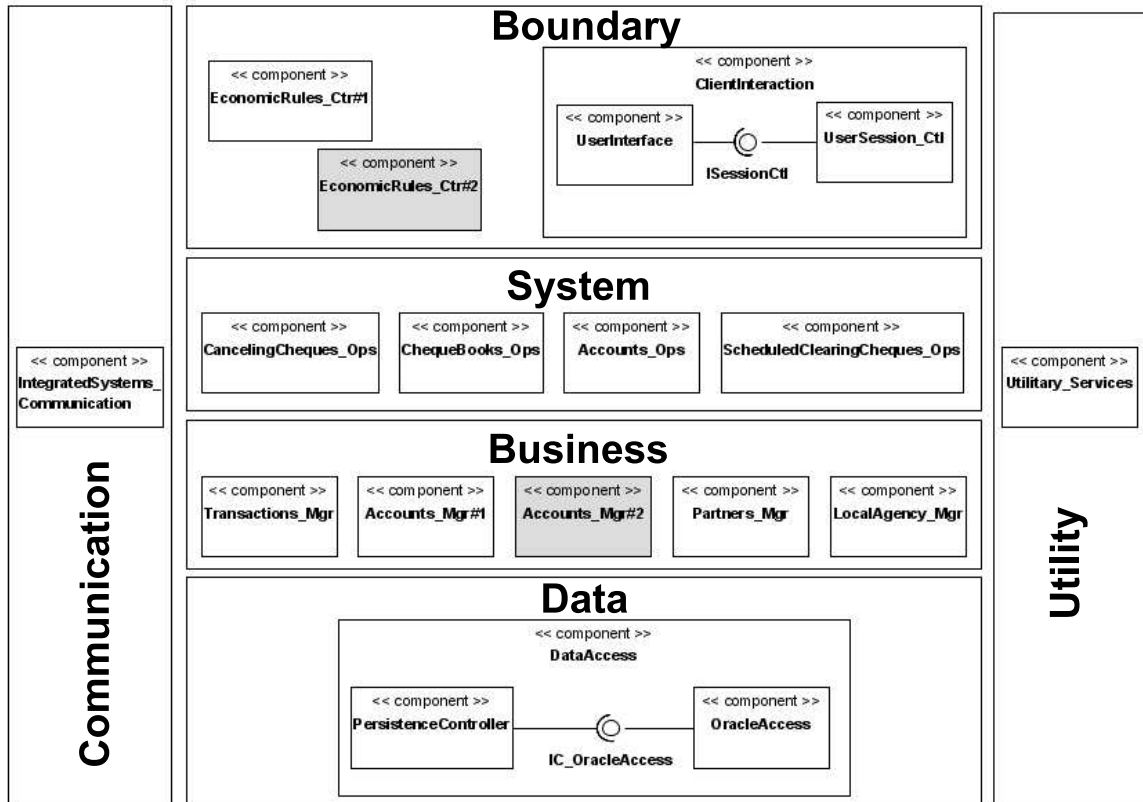 Boundary
<< component >>
EconomicRules_Ctr#1
<< component >>
EconomicRules_Ctr#2
<< component >>
ClientInteraction
<< component >>
UserInterface
ISessionCtl
<< component >>
UserSession_Ctl
System
<< component >>
CancelingCheques_Ops
<< component >>
ChequeBooks_Ops
<< component >>
Accounts_Ops
<< component >>
ScheduledClearingCheques_Ops
<< component >>
IntegratedSystems_
Communication
Communication
<< component >>
Utilitary_Services
Utility
Business
<< component >>
Transactions_Mgr
<< component >>
Accounts_Mgr#1
<< component >>
Accounts_Mgr#2
<< component >>
Partners_Mgr
<< component >>
LocalAgency_Mgr
Data
<< component >>
DataAccess
<< component >>
PersistenceController
IC_OracleAccess
<< component >>
OracleAccess